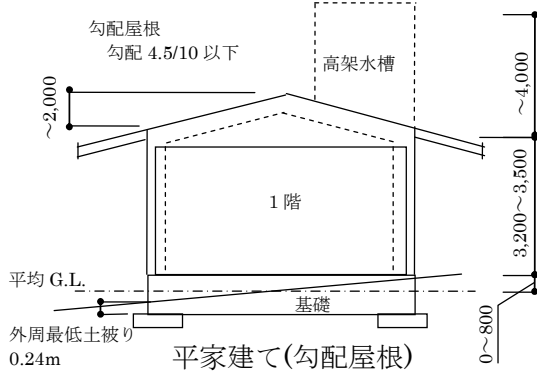 勾配屋根
勾配 4.5/10 以下
高架水槽
～4,000
～2,000
3,200～3,500
1 階
平均 G.L.
基礎
外周最低土被り
0.24m
0～800
平家建て(勾配屋根)